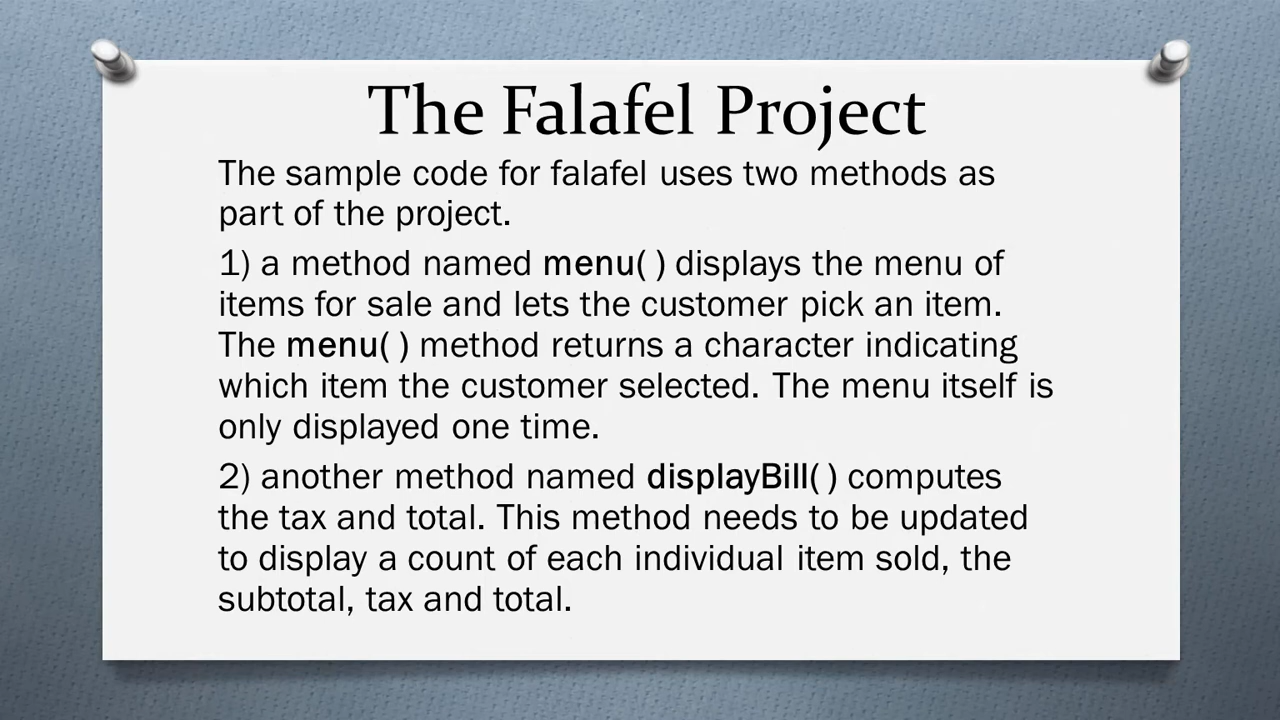 The Falafel Project
The sample code for falafel uses two methods as
part of the project.
1) a method named menu( ) displays the menu of
items for sale and lets the customer pick an item.
The menu( ) method returns a character indicating
which item the customer selected. The menu itself is
only displayed one time.
2) another method named displayBill( ) computes
the tax and total. This method needs to be updated
to display a count of each individual item sold, the
subtotal, tax and total.